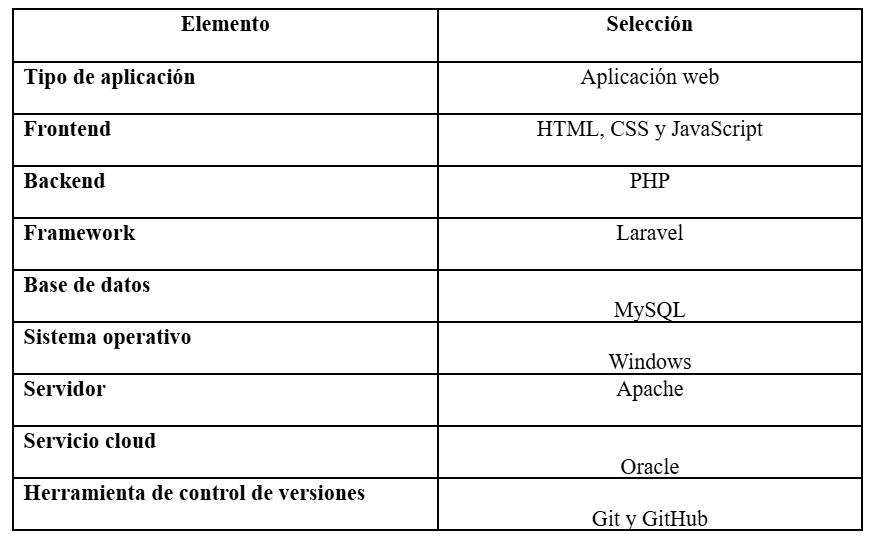 Elemento Selección
Tipo de aplicación Aplicación web
Frontend HTML, CSS y JavaScript
Backend PHP
Framework Laravel
Base de datos MySQL
Sistema operativo Windows
Servidor Apache
Servicio cloud Oracle
Herramienta de control de versiones Git y GitHub